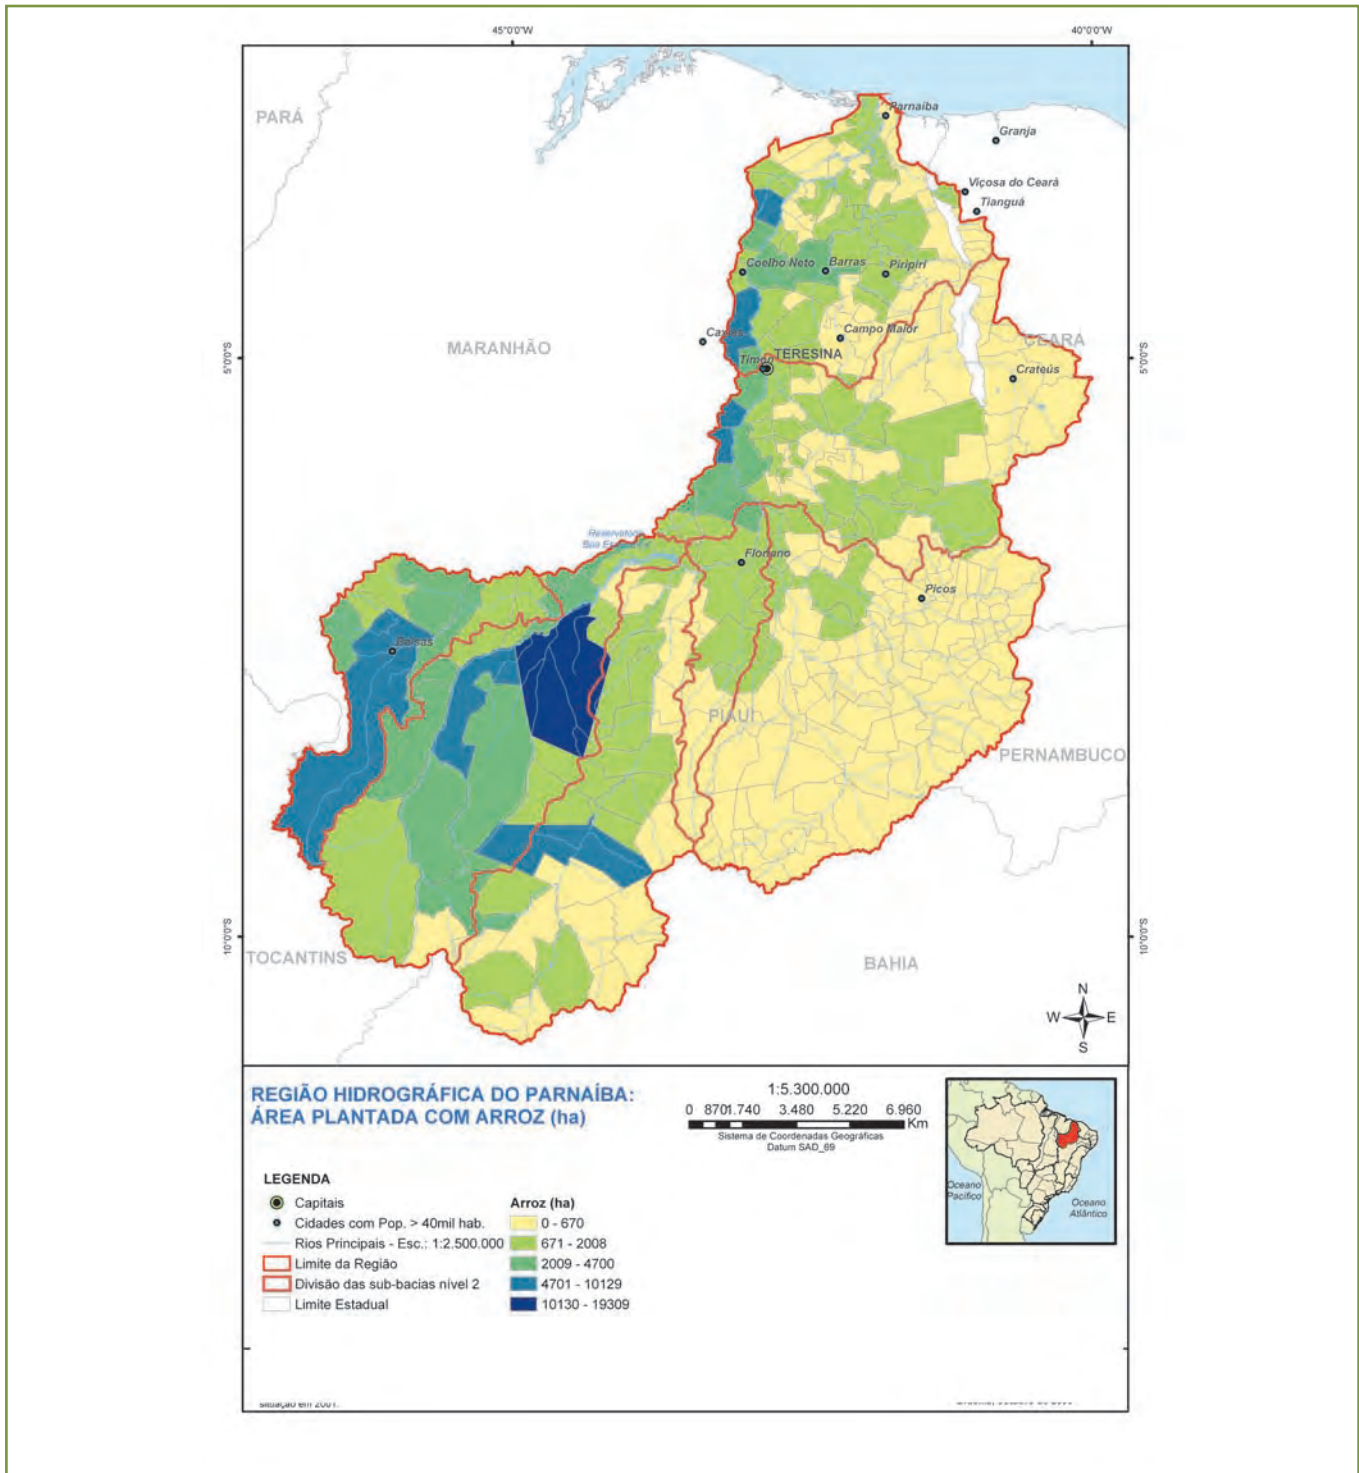 45°0'0"W
40°0'0"W
PARÁ
Parnaíba
Granja
Viçosa do Ceará
Tianguá
Coelho Neto
Barras
Piripiri
MARANHÃO
Campo Maior
CEARÁ
Timon
TERESINA
5°0'0"S
5°0'0"S
Crateús
Reservatório
Floriano
Picos
Balsas
PIAUÍ
PERNAMBUCO
10°0'0"S
10°0'0"S
TOCANTINS
BAHIA
N
W
E
S
REGIÃO HIDROGRÁFICA DO PARNAÍBA:
ÁREA PLANTADA COM ARROZ (ha)
1:5.300.000
0 8701.740 3.480 5.220 6.960
Km
Sistema de Coordenadas Geográficas
Datum SAD_69
LEGENDA
Capitais
Cidades com Pop. > 40mil hab.
Rios Principais - Esc.: 1:2.500.000
Limite da Região
Divisão das sub-bacias nível 2
Limite Estadual
Arroz (ha)
0 - 670
671 - 2008
2009 - 4700
4701 - 10129
10130 - 19309
Oceano
Pacífico
Oceano
Atlântico
situação em 2001.